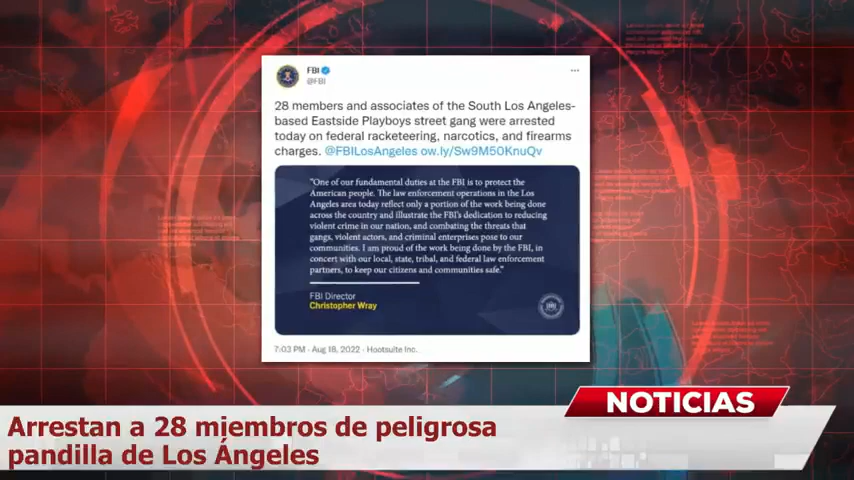 FBI
@FBI
28 members and associates of the South Los Angeles-
based Eastside Playboys street gang were arrested
today on federal racketeering, narcotics, and firearms
charges. @FBILosAngeles ow.ly/Sw9M50KnuQv
"One of our fundamental duties at the FBI is to protect the
American people. The law enforcement operations in the Los
Angeles area today reflect only a portion of the work being done
across the country and illustrate the FBI's dedication to reducing
violent crime in our nation, and combating the threats that
gangs, violent actors, and criminal enterprises pose to our
communities. I am proud of the work being done by the FBI, in
concert with our local, state, tribal, and federal law enforcement
partners, to keep our citizens and communities safe."
FBI Director
Christopher Wray
7:03 PM · Aug 18, 2022 · Hootsuite Inc.
NOTICIAS
Arrestan a 28 miembros de peligrosa
pandilla de Los Ángeles